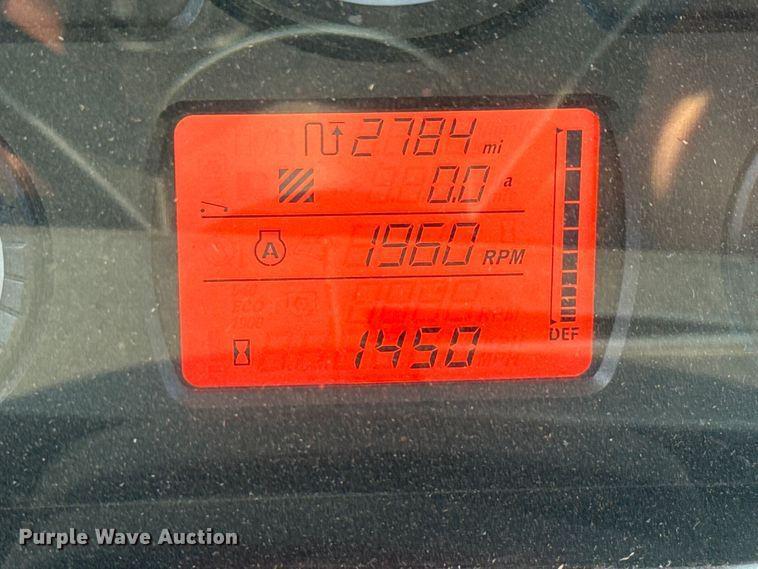 2784 mi
0.0 a
A 1960 RPM
1450
DEF
Purple Wave Auction